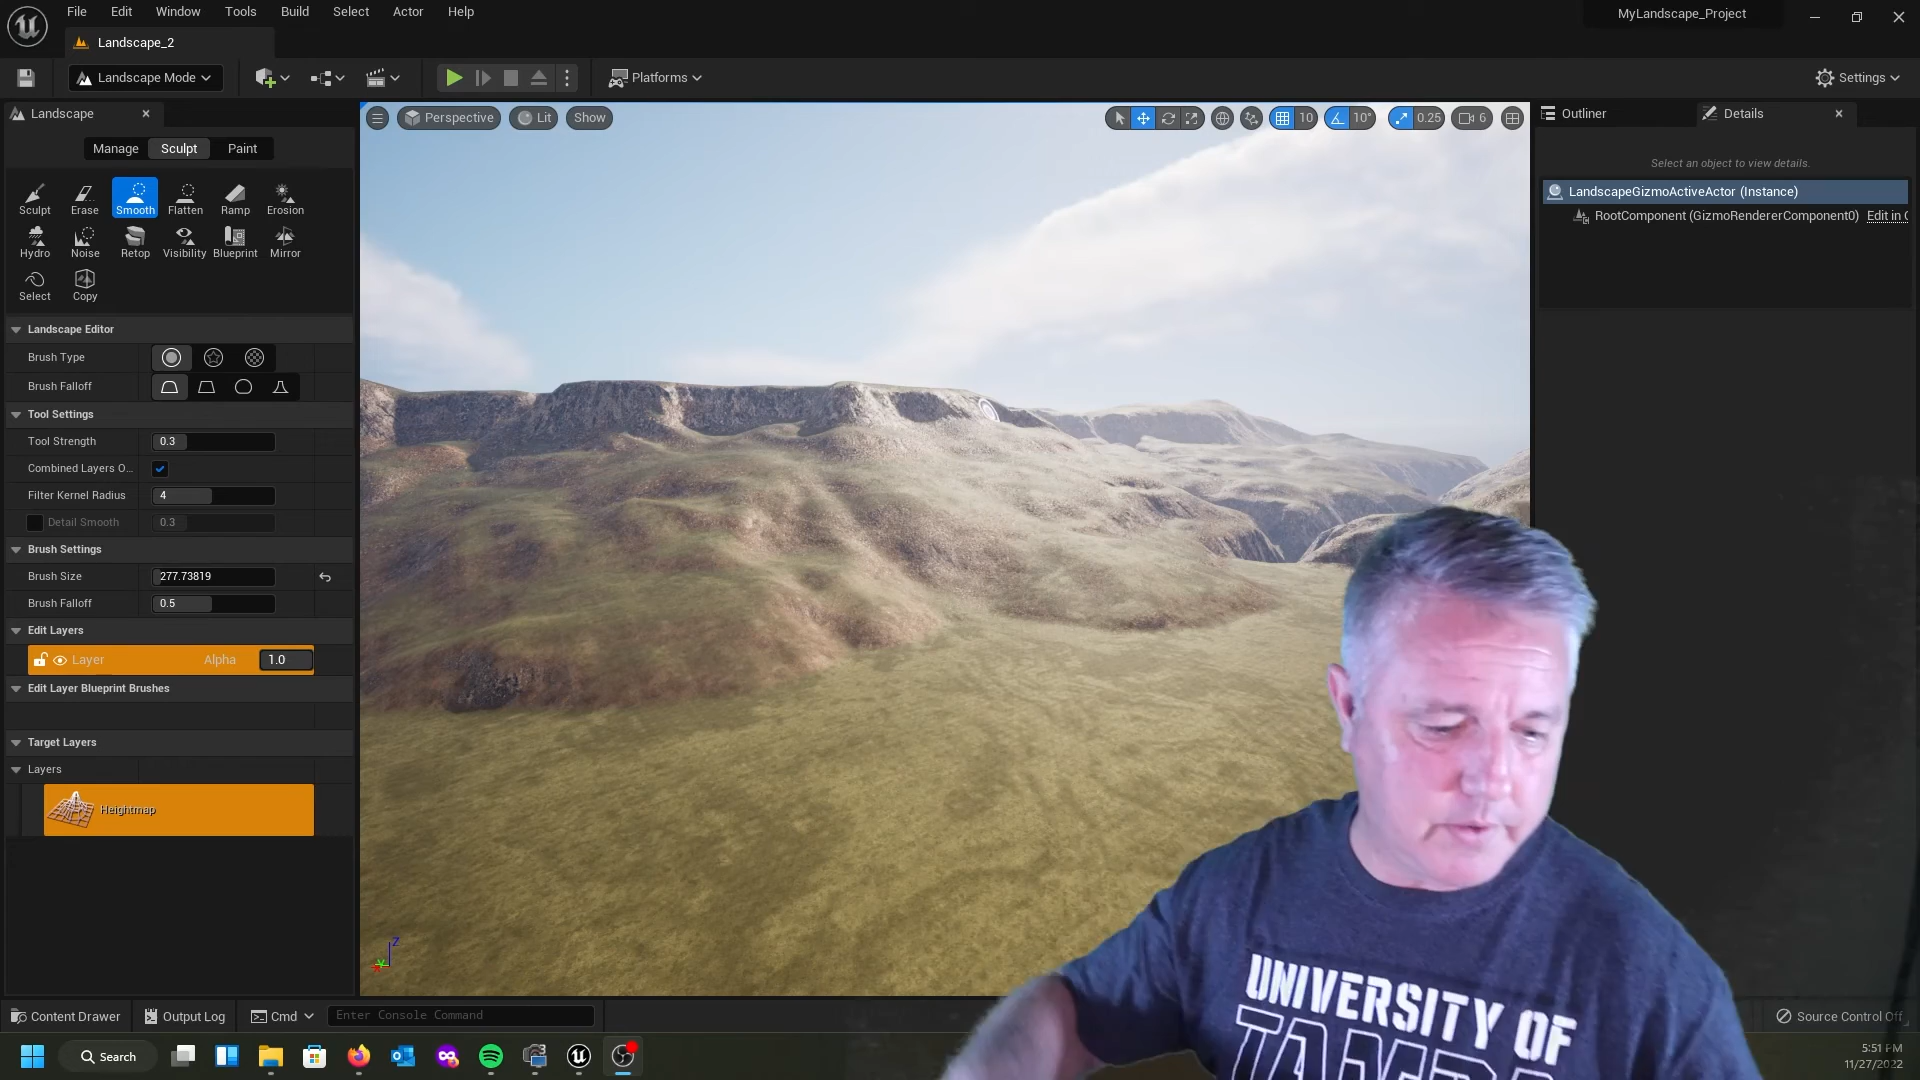 File Edit Window Tools Build Select Actor Help
MyLandscape_Project
Landscape_2
Landscape Mode
Platforms
Settings
Landscape
Manage Sculpt Paint
Sculpt Erase Smooth Flatten Ramp Erosion
Hydro Noise Retop Visibility Blueprint Mirror
Select Copy
Landscape Editor
Brush Type
Brush Falloff
Tool Settings
Tool Strength 0.3
Combined Layers O...
Filter Kernel Radius 4
Detail Smooth 0.3
Brush Settings
Brush Size 277.73819
Brush Falloff 0.5
Edit Layers
Layer Alpha 1.0
Edit Layer Blueprint Brushes
Target Layers
Layers
Heightmap
Perspective Lit Show
10 10° 0.25 6
Z
Y
Outliner Details
Select an object to view details.
LandscapeGizmoActiveActor (Instance)
RootComponent (GizmoRendererComponent0) Edit in C
UNIVERSITY OF
TAMPA
Content Drawer Output Log Cmd Enter Console Command
Source Control Off
Search
5:51 PM
11/27/2022